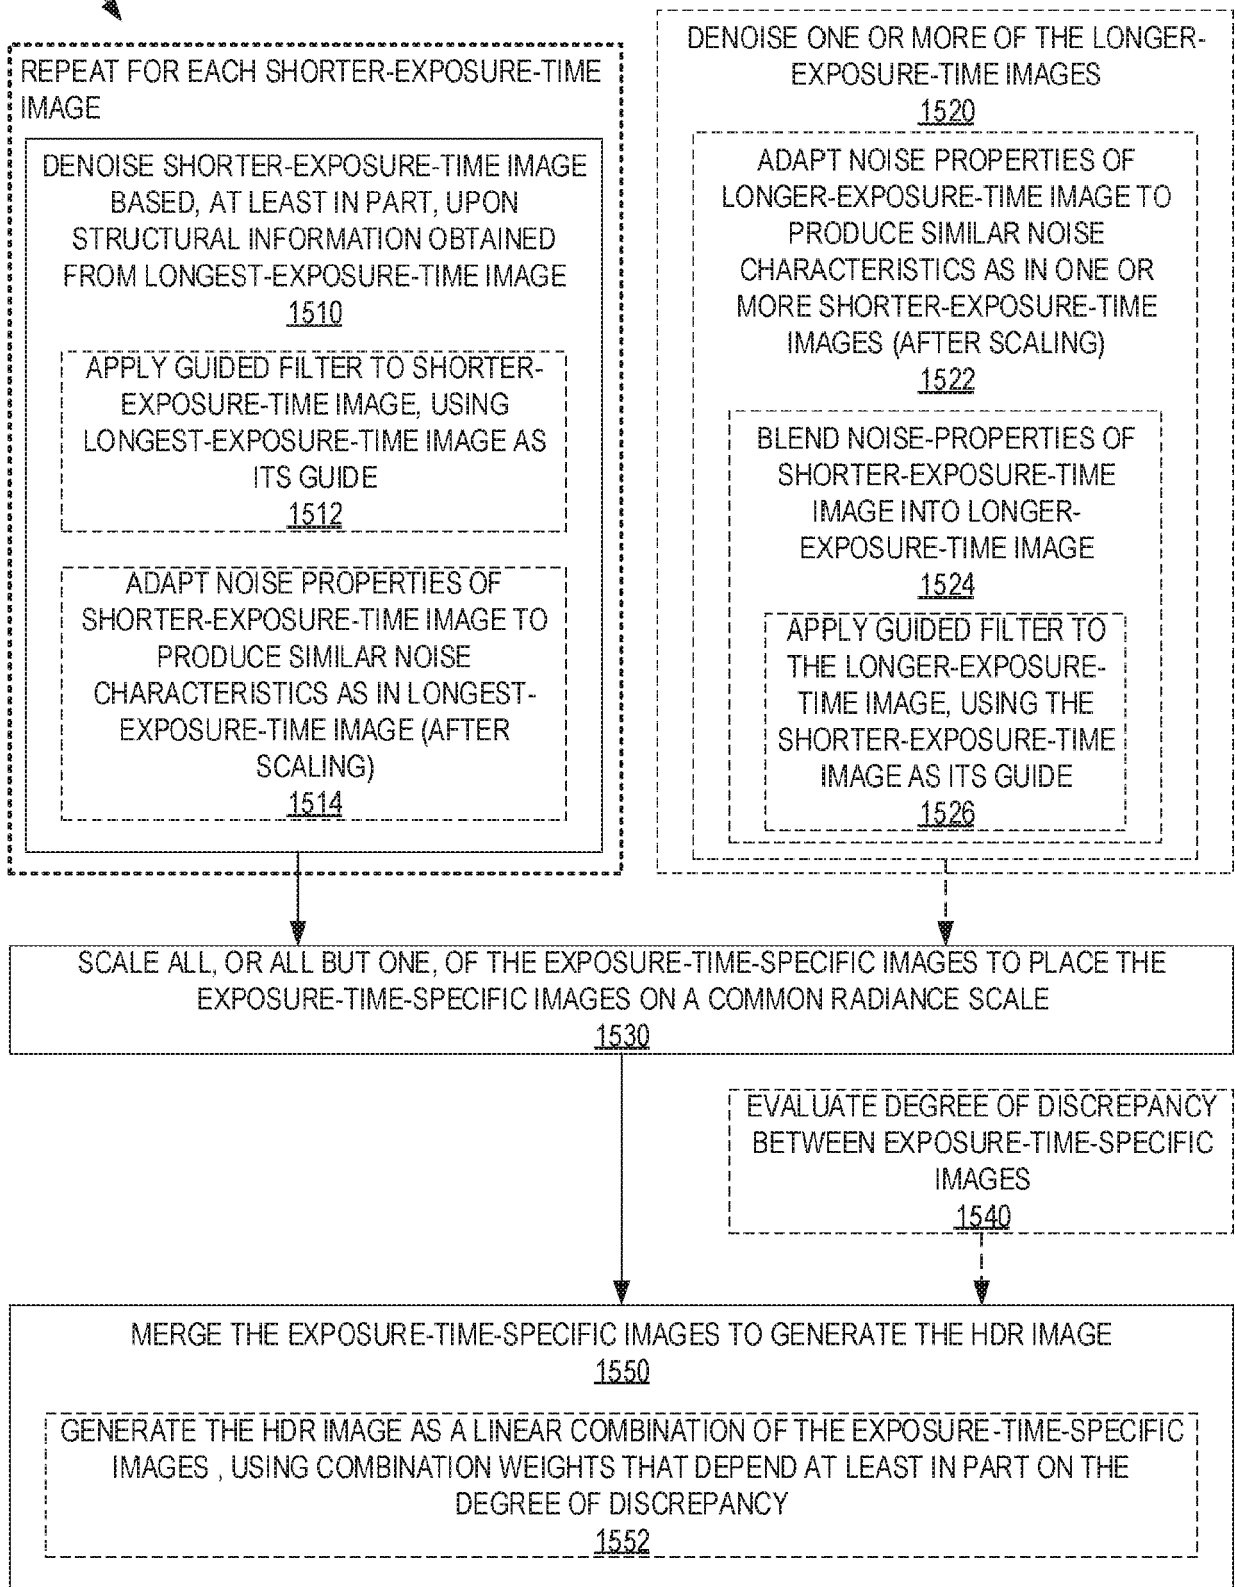 REPEAT FOR EACH SHORTER-EXPOSURE-TIME
IMAGE
DENOISE SHORTER-EXPOSURE-TIME IMAGE
BASED, AT LEAST IN PART, UPON
STRUCTURAL INFORMATION OBTAINED
FROM LONGEST-EXPOSURE-TIME IMAGE
1510
APPLY GUIDED FILTER TO SHORTER-
EXPOSURE-TIME IMAGE, USING
LONGEST-EXPOSURE-TIME IMAGE AS
ITS GUIDE
1512
ADAPT NOISE PROPERTIES OF
SHORTER-EXPOSURE-TIME IMAGE TO
PRODUCE SIMILAR NOISE
CHARACTERISTICS AS IN LONGEST-
EXPOSURE-TIME IMAGE (AFTER
SCALING)
1514
DENOISE ONE OR MORE OF THE LONGER-
EXPOSURE-TIME IMAGES
1520
ADAPT NOISE PROPERTIES OF
LONGER-EXPOSURE-TIME IMAGE TO
PRODUCE SIMILAR NOISE
CHARACTERISTICS AS IN ONE OR
MORE SHORTER-EXPOSURE-TIME
IMAGES (AFTER SCALING)
1522
BLEND NOISE-PROPERTIES OF
SHORTER-EXPOSURE-TIME
IMAGE INTO LONGER-
EXPOSURE-TIME IMAGE
1524
APPLY GUIDED FILTER TO
THE LONGER-EXPOSURE-
TIME IMAGE, USING THE
SHORTER-EXPOSURE-TIME
IMAGE AS ITS GUIDE
1526
SCALE ALL, OR ALL BUT ONE, OF THE EXPOSURE-TIME-SPECIFIC IMAGES TO PLACE THE
EXPOSURE-TIME-SPECIFIC IMAGES ON A COMMON RADIANCE SCALE
1530
EVALUATE DEGREE OF DISCREPANCY
BETWEEN EXPOSURE-TIME-SPECIFIC
IMAGES
1540
MERGE THE EXPOSURE-TIME-SPECIFIC IMAGES TO GENERATE THE HDR IMAGE
1550
GENERATE THE HDR IMAGE AS A LINEAR COMBINATION OF THE EXPOSURE-TIME-SPECIFIC
IMAGES , USING COMBINATION WEIGHTS THAT DEPEND AT LEAST IN PART ON THE
DEGREE OF DISCREPANCY
1552